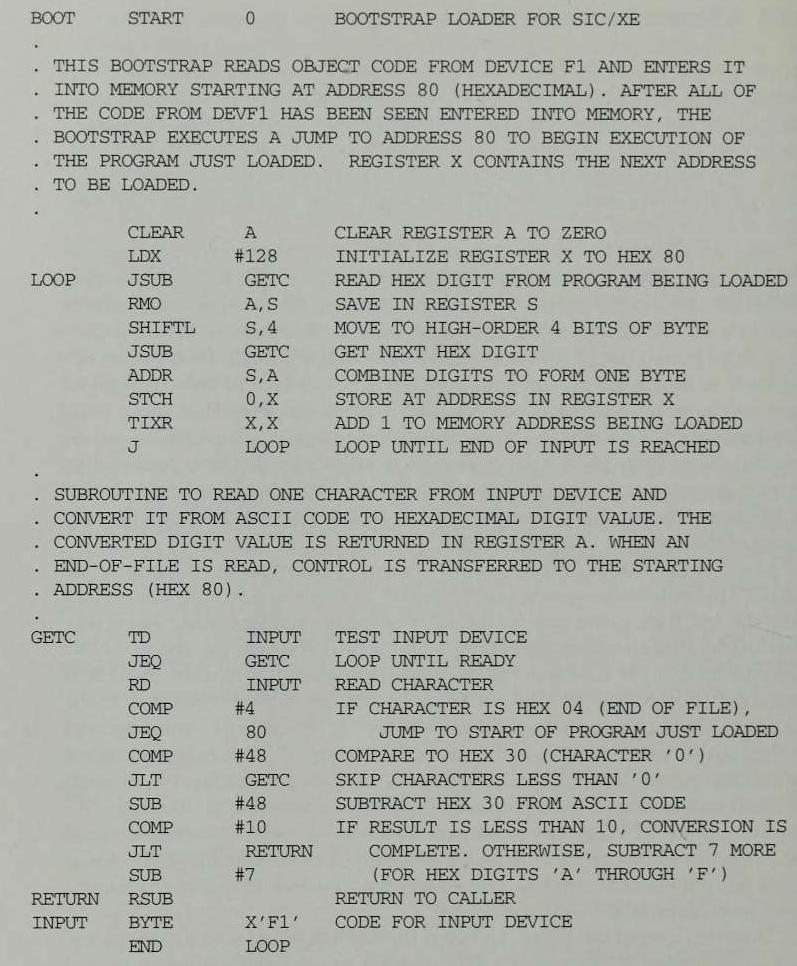 BOOT START 0 BOOTSTRAP LOADER FOR SIC/XE
.
. THIS BOOTSTRAP READS OBJECT CODE FROM DEVICE F1 AND ENTERS IT
. INTO MEMORY STARTING AT ADDRESS 80 (HEXADECIMAL). AFTER ALL OF
. THE CODE FROM DEVF1 HAS BEEN SEEN ENTERED INTO MEMORY, THE
. BOOTSTRAP EXECUTES A JUMP TO ADDRESS 80 TO BEGIN EXECUTION OF
. THE PROGRAM JUST LOADED. REGISTER X CONTAINS THE NEXT ADDRESS
. TO BE LOADED.
.
CLEAR A CLEAR REGISTER A TO ZERO
LDX #128 INITIALIZE REGISTER X TO HEX 80
LOOP JSUB GETC READ HEX DIGIT FROM PROGRAM BEING LOADED
RMO A,S SAVE IN REGISTER S
SHIFTL S,4 MOVE TO HIGH-ORDER 4 BITS OF BYTE
JSUB GETC GET NEXT HEX DIGIT
ADDR S,A COMBINE DIGITS TO FORM ONE BYTE
STCH 0,X STORE AT ADDRESS IN REGISTER X
TIXR X,X ADD 1 TO MEMORY ADDRESS BEING LOADED
J LOOP LOOP UNTIL END OF INPUT IS REACHED
.
. SUBROUTINE TO READ ONE CHARACTER FROM INPUT DEVICE AND
. CONVERT IT FROM ASCII CODE TO HEXADECIMAL DIGIT VALUE. THE
. CONVERTED DIGIT VALUE IS RETURNED IN REGISTER A. WHEN AN
. END-OF-FILE IS READ, CONTROL IS TRANSFERRED TO THE STARTING
. ADDRESS (HEX 80).
.
GETC TD INPUT TEST INPUT DEVICE
JEQ GETC LOOP UNTIL READY
RD INPUT READ CHARACTER
COMP #4 IF CHARACTER IS HEX 04 (END OF FILE),
JEQ 80 JUMP TO START OF PROGRAM JUST LOADED
COMP #48 COMPARE TO HEX 30 (CHARACTER '0')
JLT GETC SKIP CHARACTERS LESS THAN '0'
SUB #48 SUBTRACT HEX 30 FROM ASCII CODE
COMP #10 IF RESULT IS LESS THAN 10, CONVERSION IS
JLT RETURN COMPLETE. OTHERWISE, SUBTRACT 7 MORE
SUB #7 (FOR HEX DIGITS 'A' THROUGH 'F')
RETURN RSUB RETURN TO CALLER
INPUT BYTE X'F1' CODE FOR INPUT DEVICE
END LOOP